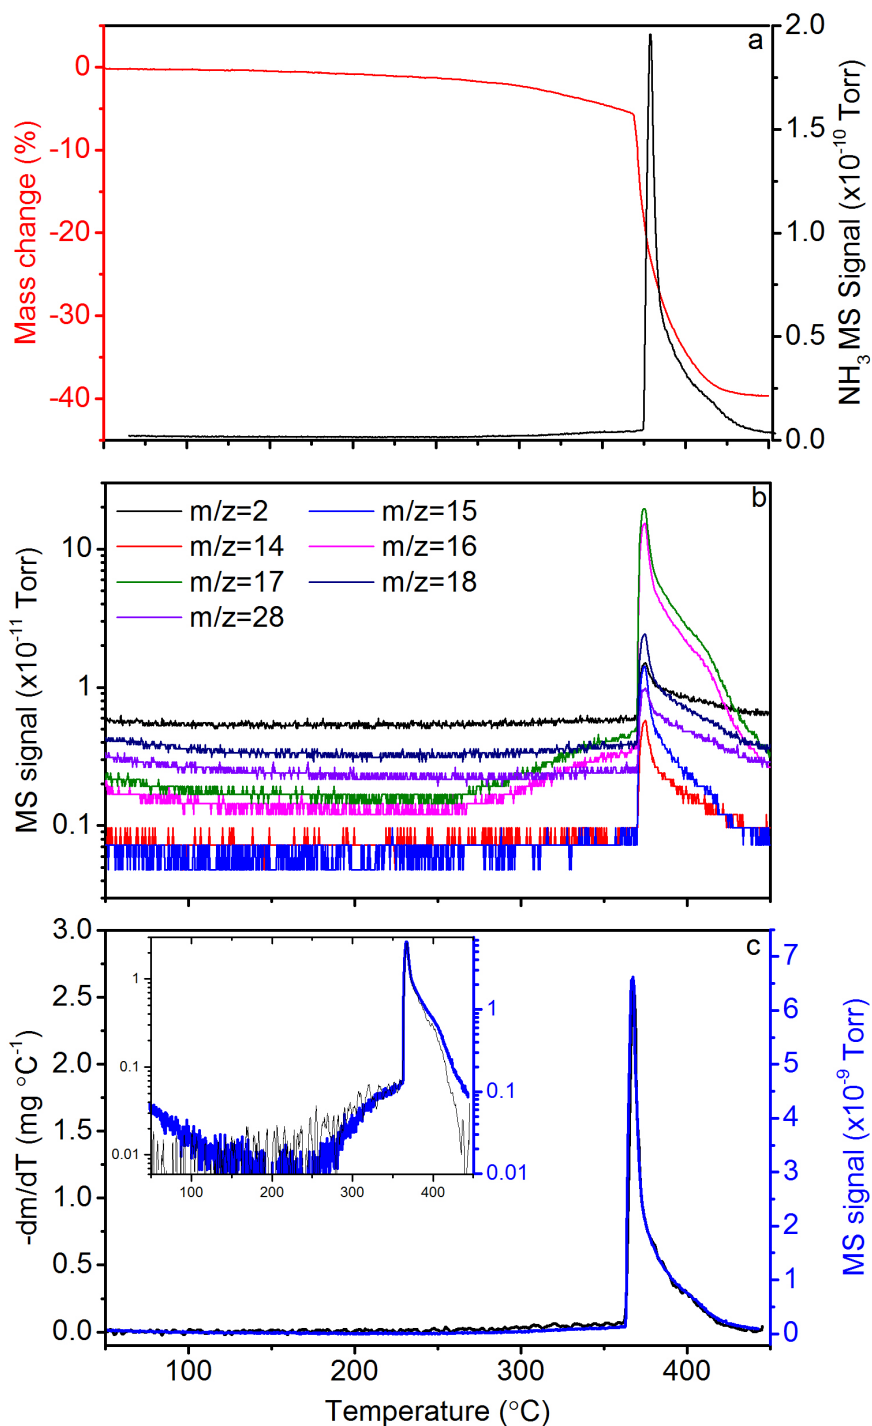 a
0
-10
-20
-30
-40
Mass change (%)
2.0
1.5
1.0
0.5
0.0
NH3 MS Signal (x10-10 Torr)
b
m/z=2
m/z=15
m/z=14
m/z=16
m/z=17
m/z=18
m/z=28
10
1
0.1
MS signal (x10-11 Torr)
c
3.0
2.5
2.0
1.5
1.0
0.5
0.0
-dm/dT (mg °C-1)
1
0.1
0.01
1
0.1
0.01
100
200
300
400
7
6
5
4
3
2
1
0
MS signal (x10-9 Torr)
100
200
300
400
Temperature (°C)